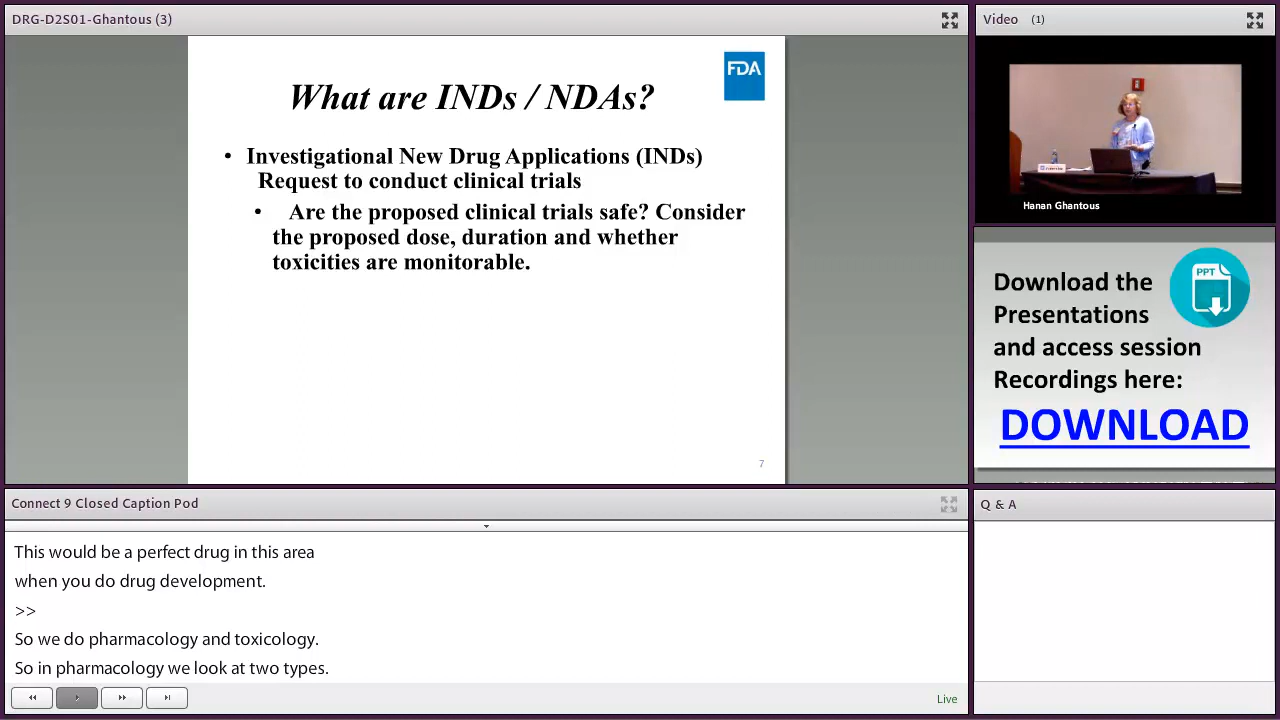 DRG-D2S01-Ghantous (3)
FDA
What are INDs / NDAs?
• Investigational New Drug Applications (INDs)
Request to conduct clinical trials
• Are the proposed clinical trials safe? Consider
the proposed dose, duration and whether
toxicities are monitorable.
7
Video (1)
Hanan Ghantous
Download the
Presentations
and access session
Recordings here:
PPT
DOWNLOAD
Connect 9 Closed Caption Pod
This would be a perfect drug in this area
when you do drug development.
>>
So we do pharmacology and toxicology.
So in pharmacology we look at two types.
Live
Q & A